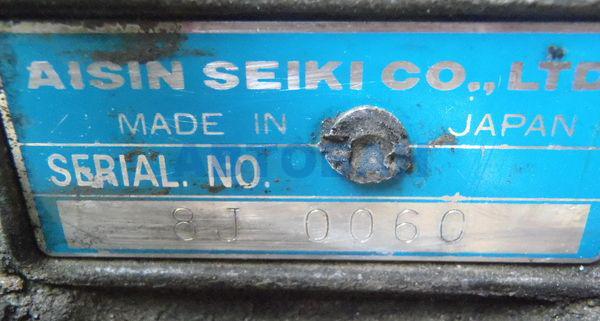 AISIN SEIKI CO., LTD
MADE IN JAPAN
SERIAL. NO.
8J 0060